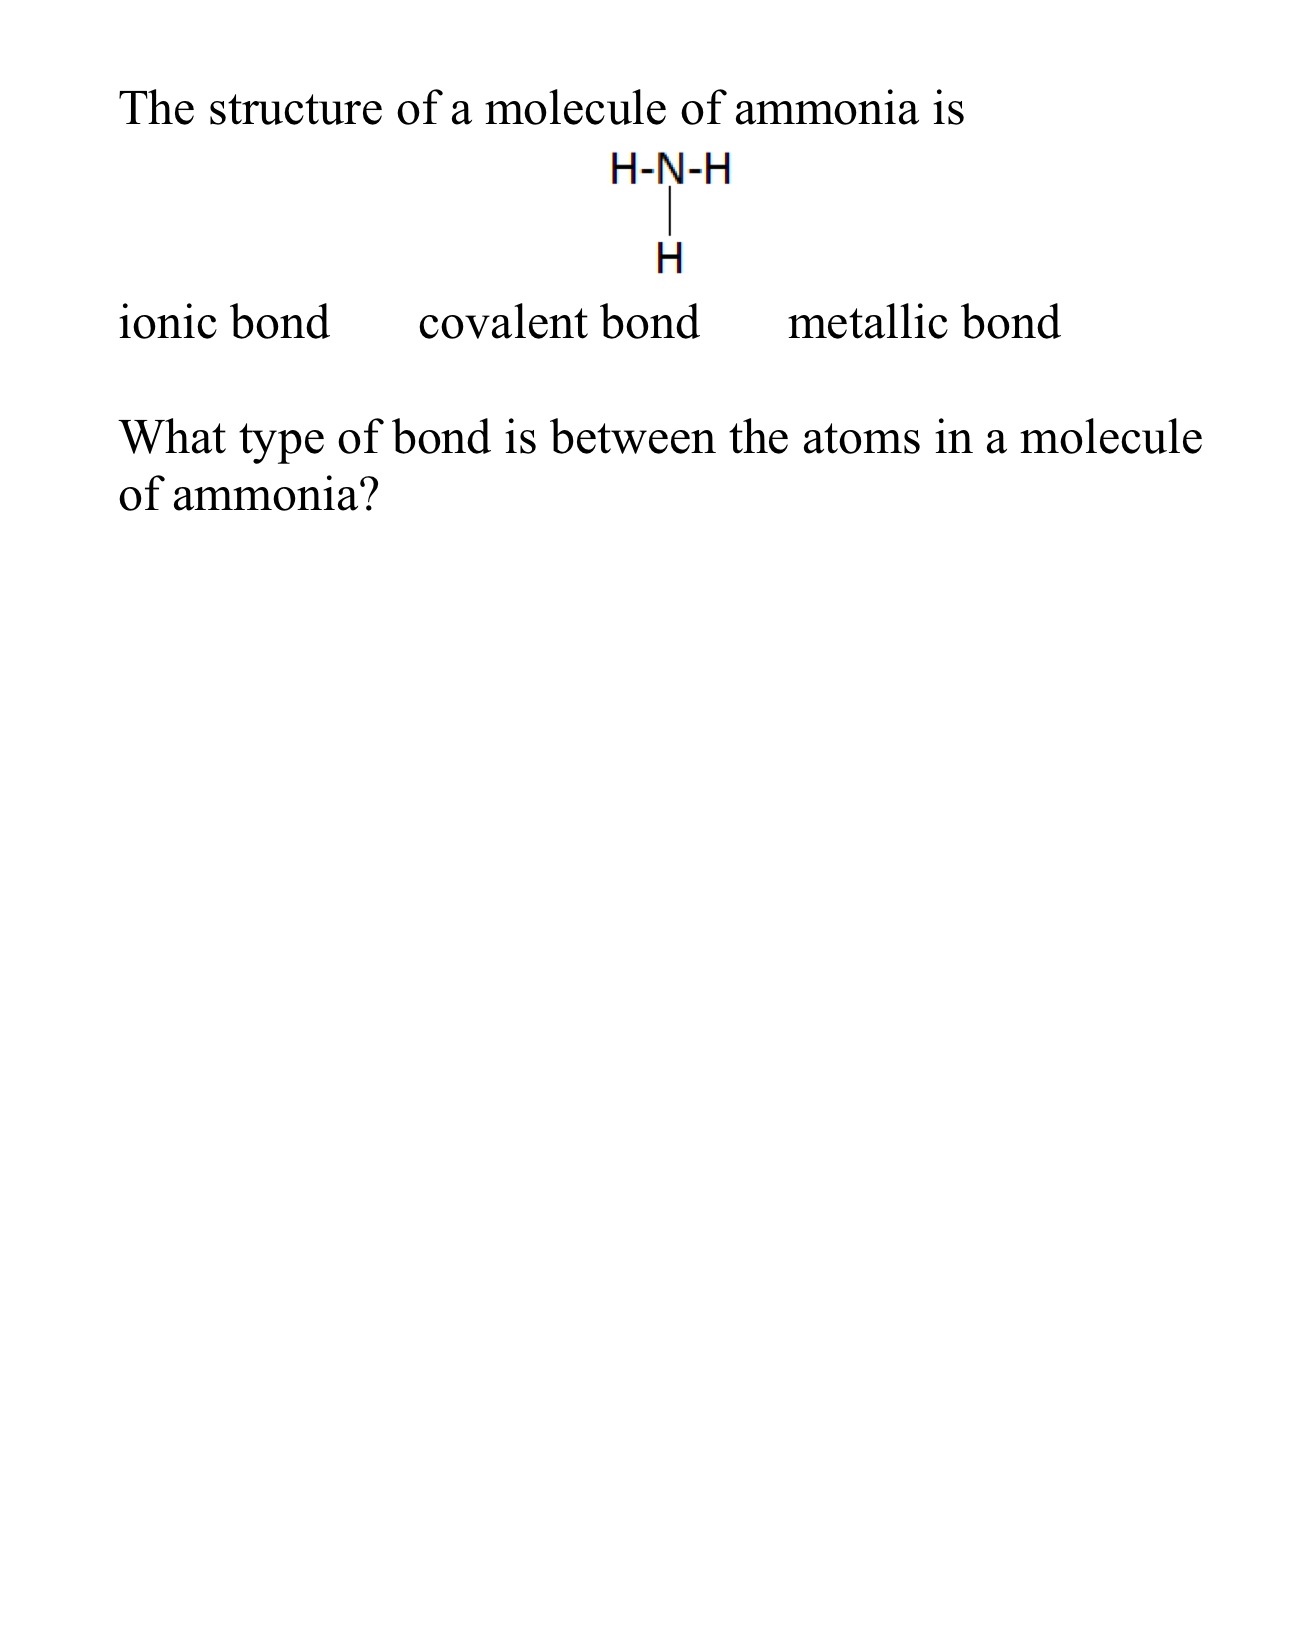 The structure of a molecule of ammonia is
H-N-H
|
H
ionic bond covalent bond metallic bond
What type of bond is between the atoms in a molecule
of ammonia?